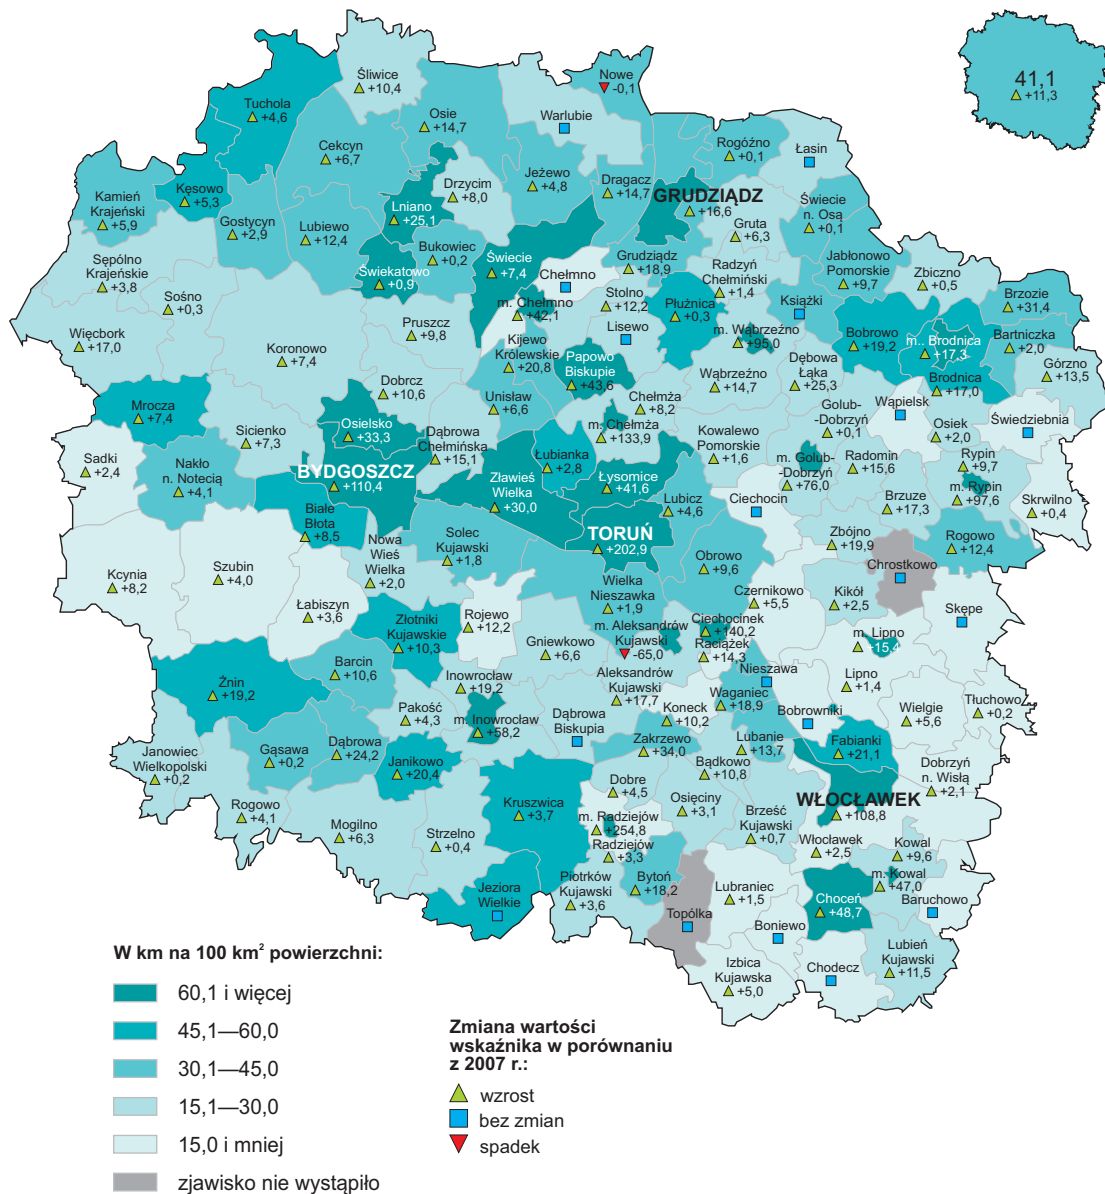 41,1
+11,3
Śliwice
+10,4
Nowe
-0,1
Tuchola
+4,6
Osie
+14,7
Warlubie
Cekcyn
+6,7
Rogóźno
+0,1
Łasin
Kamień
Krajeński
+5,9
Kęsowo
+5,3
Drzycim
+8,0
Jeżewo
+4,8
Dragacz
+14,7
GRUDZIĄDZ
+16,6
Lniano
+25,1
Gostycyn
+2,9
Lubiewo
+12,4
Świecie
n. Osą
+0,1
Gruta
+6,3
Bukowiec
+0,2
Świecie
+7,4
Grudziądz
+18,9
Jabłonowo
Pomorskie
+9,7
Sępólno
Krajeńskie
+3,8
Świekatowo
+0,9
Chełmno
Radzyń
Chełmiński
+1,4
Zbiczno
+0,5
Sośno
+0,3
m. Chełmno
+42,1
Stolno
+12,2
Płużnica
+0,3
Książki
Brzozie
+31,4
Więcbork
+17,0
Koronowo
+7,4
Pruszcz
+9,8
Lisewo
m. Wąbrzeźno
+95,0
Bobrowo
+19,2
m.. Brodnica
+17,3
Bartniczka
+2,0
Kijewo
Królewskie
+20,8
Papowo
Biskupie
+43,6
Wąbrzeźno
+14,7
Dębowa
Łąka
+25,3
Brodnica
+17,0
Górzno
+13,5
Dobrcz
+10,6
Unisław
+6,6
Chełmża
+8,2
Mrocza
+7,4
Wąpielsk
Świedziebnia
Osielsko
+33,3
Sicienko
+7,3
m. Chełmża
+133,9
Golub-
-Dobrzyń
+0,1
Osiek
+2,0
Dąbrowa
Chełmińska
+15,1
Kowalewo
Pomorskie
+1,6
Sadki
+2,4
Nakło
n. Notecią
+4,1
BYDGOSZCZ
+110,4
Łubianka
+2,8
m. Golub-
-Dobrzyń
+76,0
Radomin
+15,6
Rypin
+9,7
m. Rypin
+97,6
Zławieś
Wielka
+30,0
Łysomice
+41,6
Ciechocin
Skrwilno
+0,4
Białe
Błota
+8,5
Lubicz
+4,6
Brzuze
+17,3
TORUŃ
+202,9
Solec
Kujawski
+1,8
Zbójno
+19,9
Rogowo
+12,4
Nowa
Wieś
Wielka
+2,0
Obrowo
+9,6
Chrostkowo
Kcynia
+8,2
Szubin
+4,0
Wielka
Nieszawka
+1,9
Czernikowo
+5,5
Kikół
+2,5
Skępe
Łabiszyn
+3,6
Rojewo
+12,2
Złotniki
Kujawskie
+10,3
m. Aleksandrów
Kujawski
-65,0
Ciechocinek
+140,2
Raciążek
+14,3
m. Lipno
+15,4
Gniewkowo
+6,6
Barcin
+10,6
Żnin
+19,2
Inowrocław
+19,2
Aleksandrów
Kujawski
+17,7
Nieszawa
Lipno
+1,4
Waganiec
+18,9
Tłuchowo
+0,2
Pakość
+4,3
m. Inowrocław
+58,2
Dąbrowa
Biskupia
Koneck
+10,2
Bobrowniki
Wielgie
+5,6
Janowiec
Wielkopolski
+0,2
Gąsawa
+0,2
Dąbrowa
+24,2
Janikowo
+20,4
Zakrzewo
+34,0
Lubanie
+13,7
Fabianki
+21,1
Dobrzyń
n. Wisłą
+2,1
Bądkowo
+10,8
Rogowo
+4,1
Kruszwica
+3,7
Dobre
+4,5
Osięciny
+3,1
WŁOCŁAWEK
+108,8
Mogilno
+6,3
Strzelno
+0,4
m. Radziejów
+254,8
Radziejów
+3,3
Brześć
Kujawski
+0,7
Włocławek
+2,5
Kowal
+9,6
Jeziora
Wielkie
Piotrków
Kujawski
+3,6
Bytoń
+18,2
m. Kowal
+47,0
Lubraniec
+1,5
Choceń
+48,7
Baruchowo
Topólka
Boniewo
Izbica
Kujawska
+5,0
Chodecz
Lubień
Kujawski
+11,5
W km na 100 km² powierzchni:
60,1 i więcej
45,1—60,0
30,1—45,0
15,1—30,0
15,0 i mniej
zjawisko nie wystąpiło
Zmiana wartości
wskaźnika w porównaniu
z 2007 r.:
wzrost
bez zmian
spadek